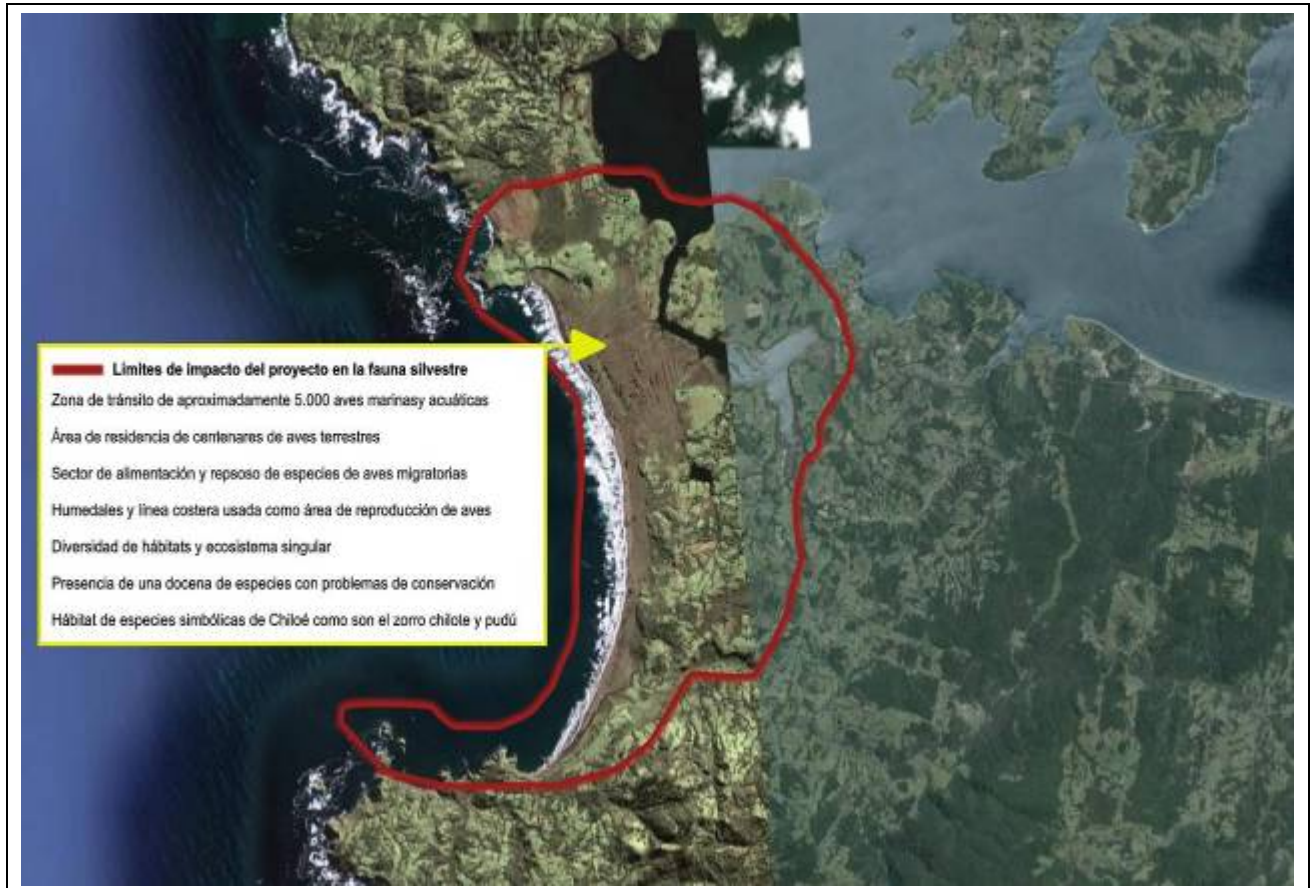 Límites de impacto del proyecto en la fauna silvestre
Zona de tránsito de aproximadamente 5.000 aves marinasy acuáticas
Área de residencia de centenares de aves terrestres
Sector de alimentación y repsoso de especies de aves migratorias
Humedales y línea costera usada como área de reproducción de aves
Diversidad de hábitats y ecosistema singular
Presencia de una docena de especies con problemas de conservación
Hábitat de especies simbólicas de Chiloé como son el zorro chilote y pudú